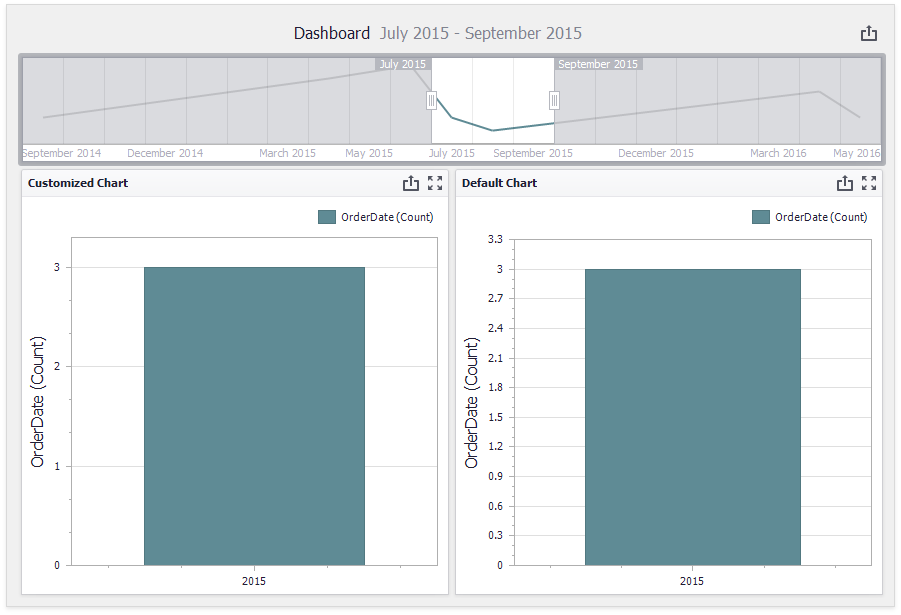 Dashboard July 2015 - September 2015
July 2015 September 2015
September 2014 December 2014 March 2015 May 2015 July 2015 September 2015 December 2015 March 2016 May 2016
Customized Chart
OrderDate (Count)
OrderDate (Count)
3
2
1
0
2015
Default Chart
OrderDate (Count)
OrderDate (Count)
3.3
3
2.7
2.4
2.1
1.8
1.5
1.2
0.9
0.6
0.3
0
2015